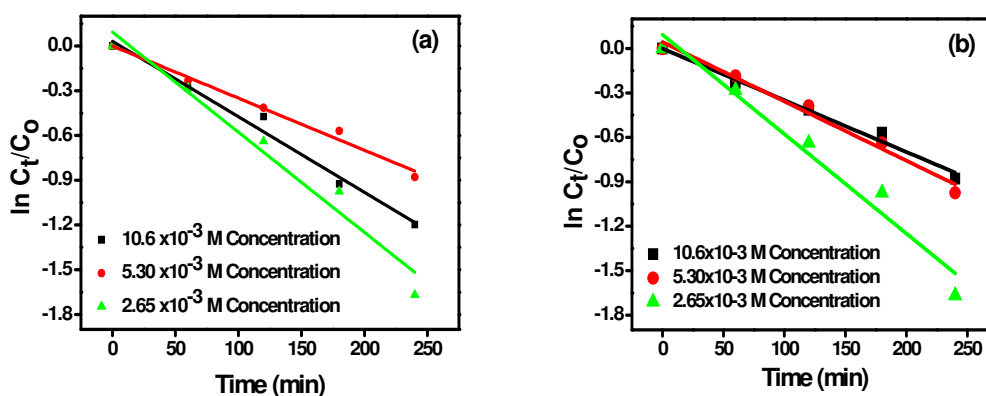 (a)
ln Ct/Co
0.0
-0.3
-0.6
-0.9
-1.2
-1.5
-1.8
10.6 x10-3 M Concentration
5.30 x10-3 M Concentration
2.65 x10-3 M Concentration
0 50 100 150 200 250
Time (min)
(b)
ln Ct/Co
0.0
-0.3
-0.6
-0.9
-1.2
-1.5
-1.8
10.6x10-3 M Concentration
5.30x10-3 M Concentration
2.65x10-3 M Concentration
0 50 100 150 200 250
Time (min)